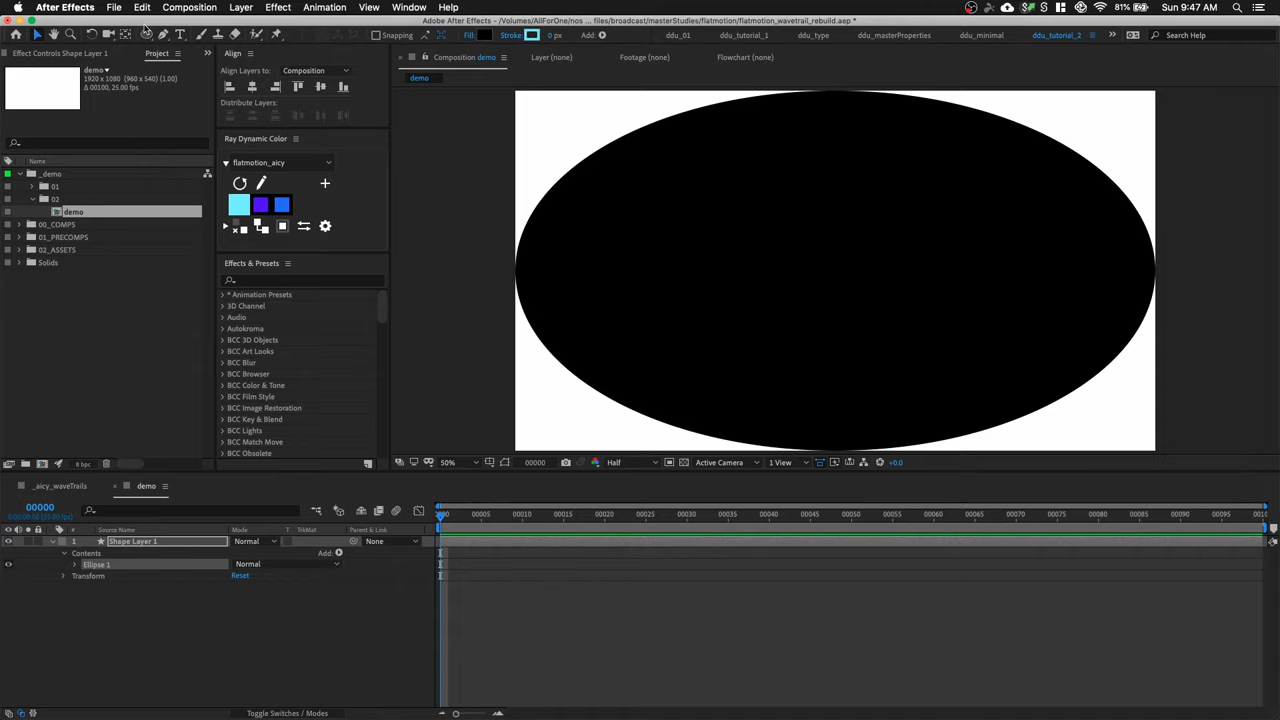 After Effects File Edit Composition Layer Effect Animation View Window Help 81% Sun 9:47 AM
Adobe After Effects - /Volumes/AllForOne/nos files/broadcast/masterStudies/flatmotion/flatmotion_wavetrail_rebuild.aep *
Snapping Fill: Stroke: 0 px Add: ddu_01 ddu_tutorial_1 ddu_type ddu_masterProperties ddu_minimal ddu_tutorial_2 Search Help
Effect Controls Shape Layer 1 Project Align Composition demo Layer (none) Footage (none) Flowchart (none)
demo
1920 x 1080 (960 x 540) (1.00)
Δ 00100, 25.00 fps
Align Layers to: Composition
demo
Distribute Layers:
Ray Dynamic Color
flatmotion_aicy
Name
_demo
01
02
demo
00_COMPS
01_PRECOMPS
02_ASSETS
Solids
Effects & Presets
* Animation Presets
3D Channel
Audio
Autokroma
BCC 3D Objects
BCC Art Looks
BCC Blur
BCC Browser
BCC Color & Tone
BCC Film Style
BCC Image Restoration
BCC Key & Blend
BCC Lights
BCC Match Move
BCC Obsolete
8 bpc 50% 00000 Half Active Camera 1 View +0.0
_aicy_waveTrails demo
00000
0:00:00:00 (25.00 fps)
00005 00010 00015 00020 00025 00030 00035 00040 00045 00050 00055 00060 00065 00070 00075 00080 00085 00090 00095
# Source Name Mode T TrkMat Parent & Link
1 Shape Layer 1 Normal None
Contents Add:
Ellipse 1 Normal
Transform Reset
Toggle Switches / Modes